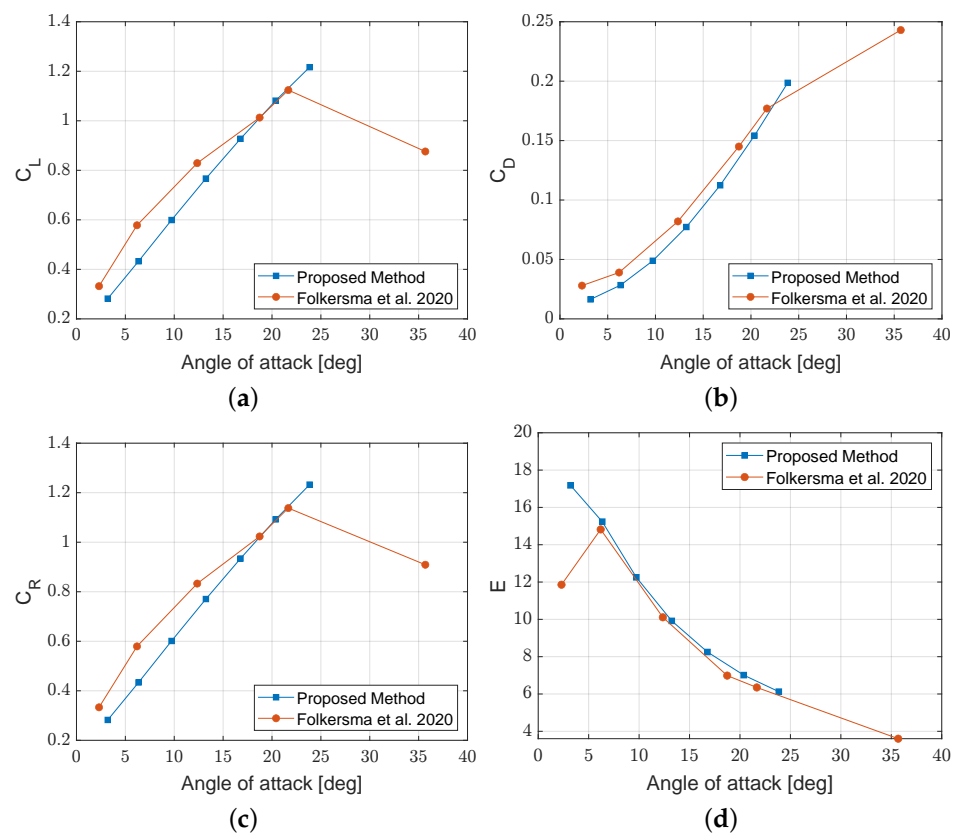 1.4
1.2
1
0.8
0.6
0.4
0.2
C_L
0 5 10 15 20 25 30 35 40
Angle of attack [deg]
Proposed Method
Folkersma et al. 2020
(a)
0.25
0.2
0.15
0.1
0.05
0
C_D
0 5 10 15 20 25 30 35 40
Angle of attack [deg]
Proposed Method
Folkersma et al. 2020
(b)
1.4
1.2
1
0.8
0.6
0.4
0.2
C_R
0 5 10 15 20 25 30 35 40
Angle of attack [deg]
Proposed Method
Folkersma et al. 2020
(c)
20
18
16
14
12
10
8
6
4
E
0 5 10 15 20 25 30 35 40
Angle of attack [deg]
Proposed Method
Folkersma et al. 2020
(d)